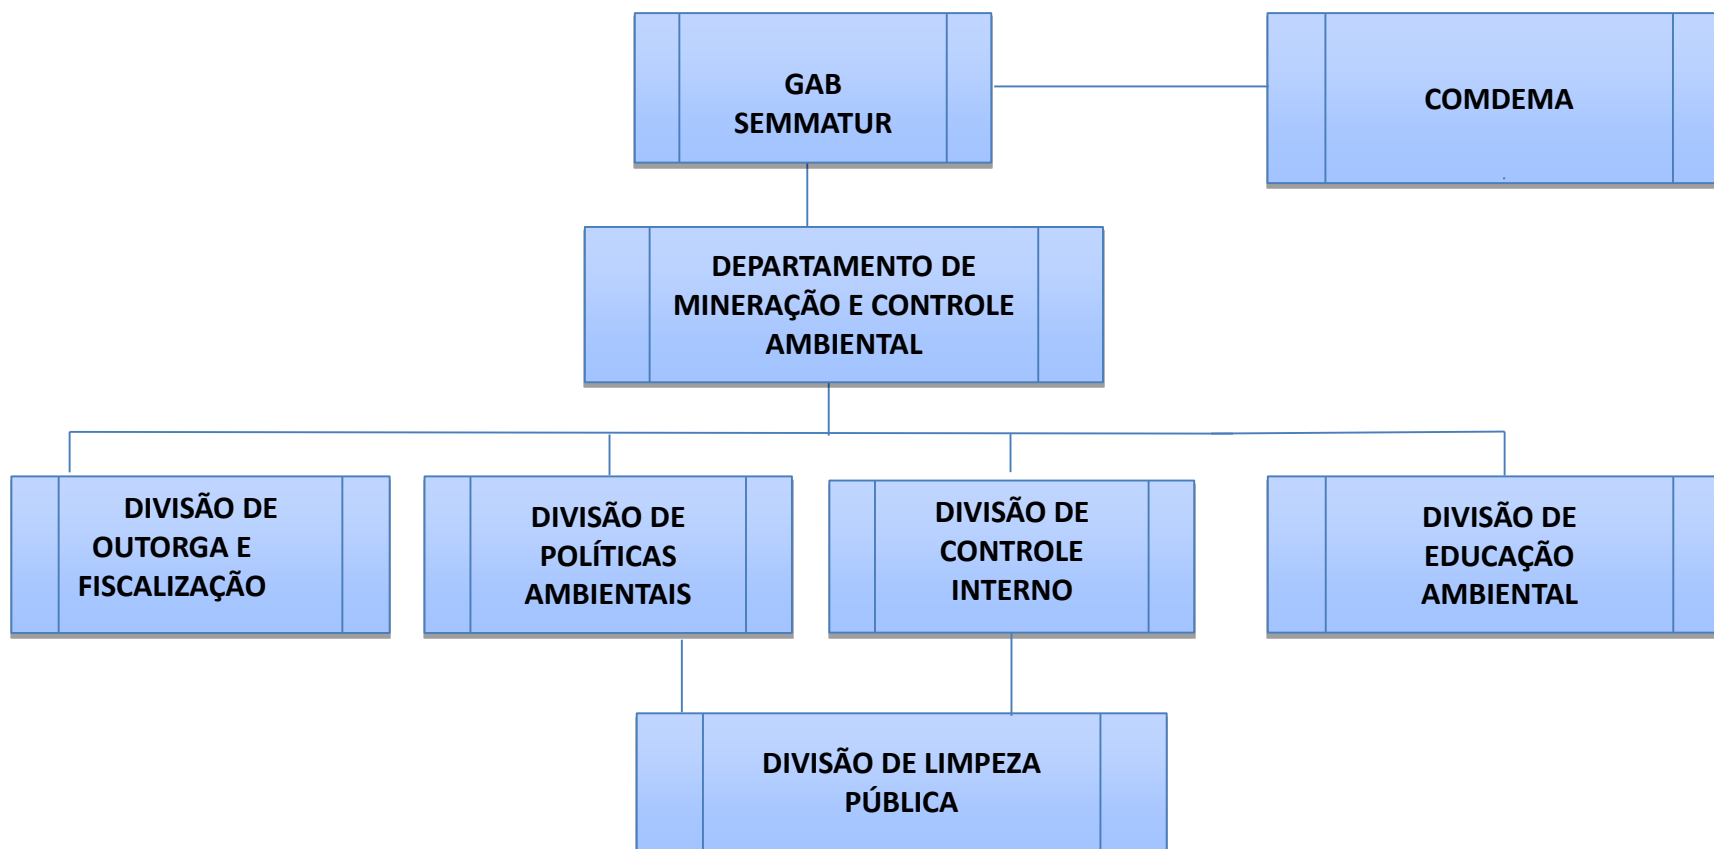 GAB
SEMMATUR
COMDEMA
DEPARTAMENTO DE
MINERAÇÃO E CONTROLE
AMBIENTAL
DIVISÃO DE
OUTORGA E
FISCALIZAÇÃO
DIVISÃO DE
POLÍTICAS
AMBIENTAIS
DIVISÃO DE
CONTROLE
INTERNO
DIVISÃO DE
EDUCAÇÃO
AMBIENTAL
DIVISÃO DE LIMPEZA
PÚBLICA